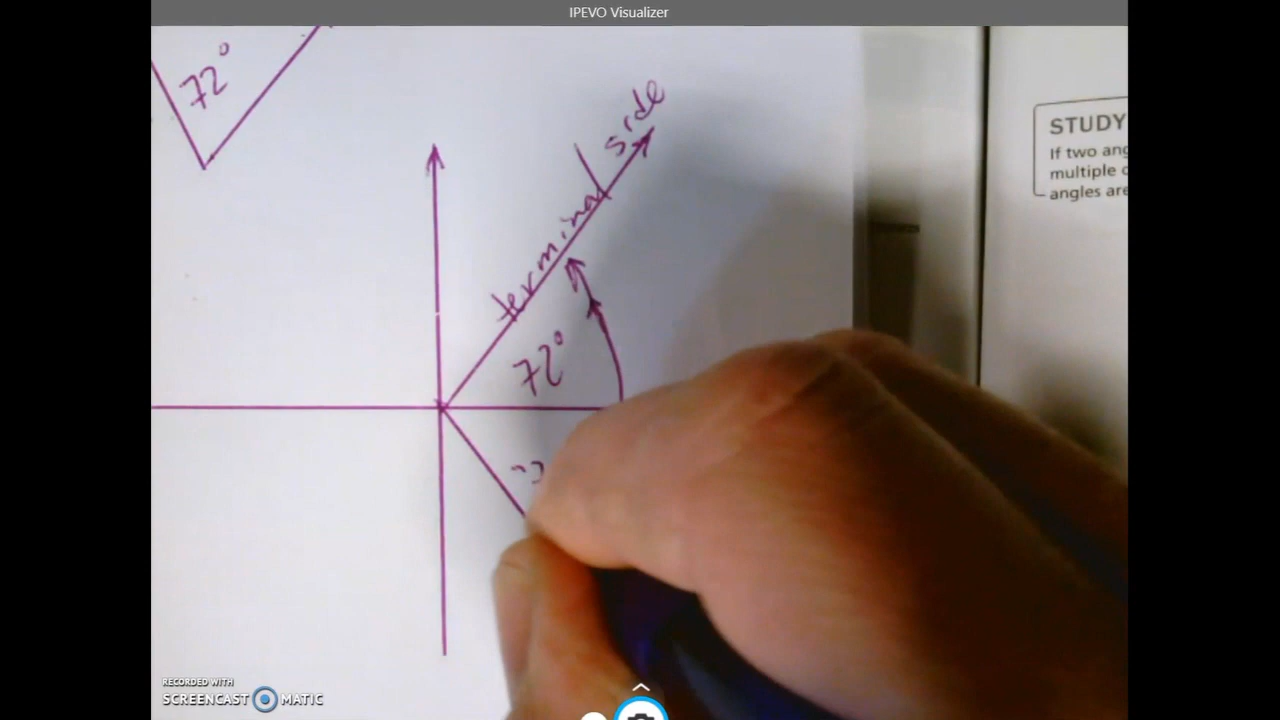 IPEVO Visualizer
72°
terminal side
STUDY
If two ang
multiple o
angles are
72°
RECORDED WITH
SCREENCAST MATIC